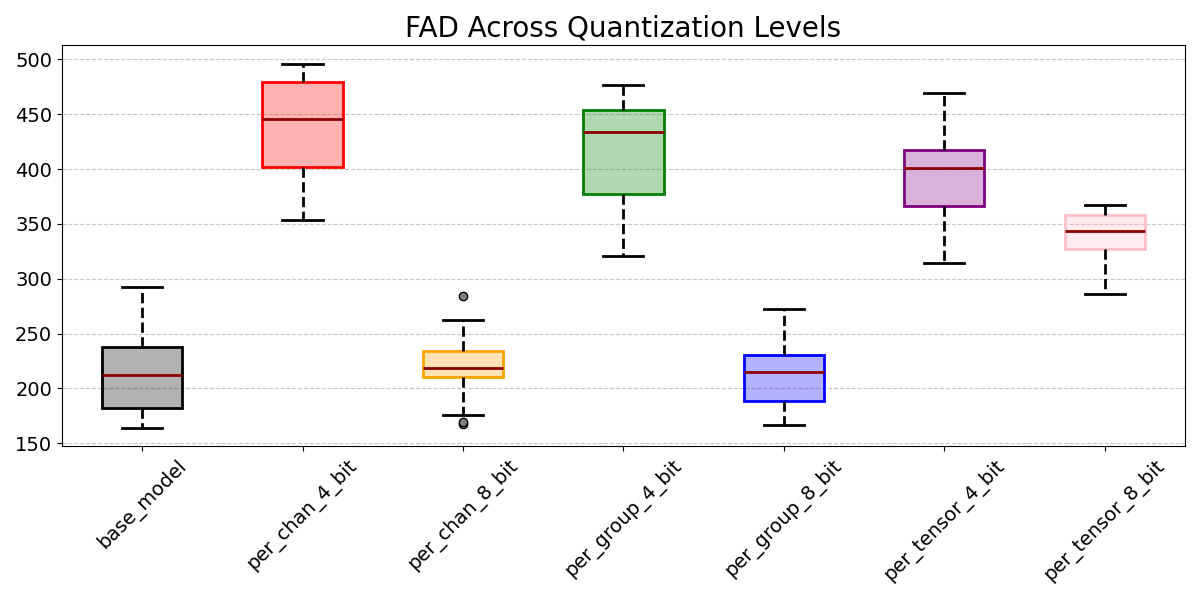 FAD Across Quantization Levels
500
450
400
350
300
250
200
150
base_model
per_chan_4_bit
per_chan_8_bit
per_group_4_bit
per_group_8_bit
per_tensor_4_bit
per_tensor_8_bit